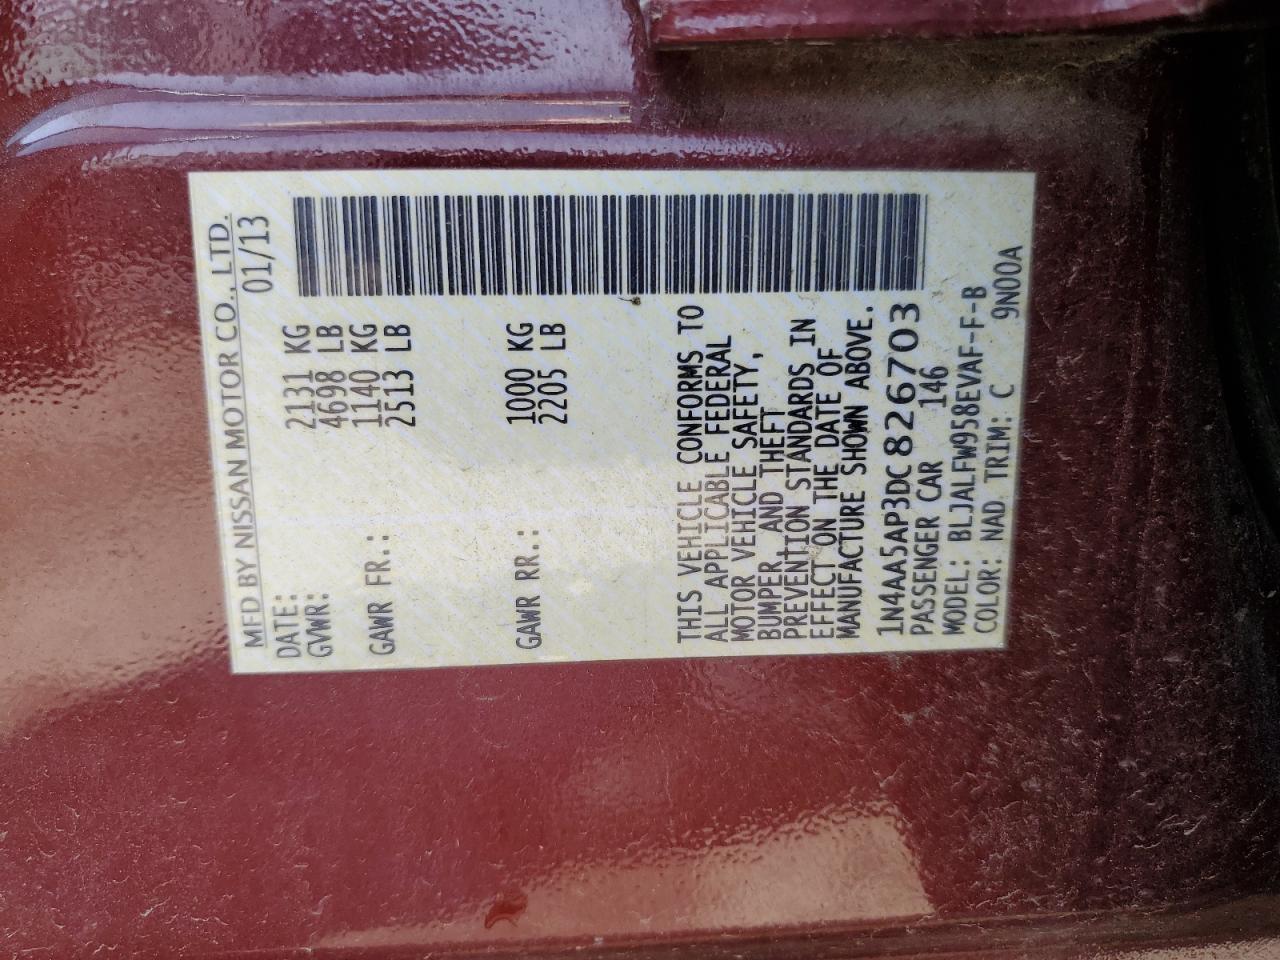 MFD BY NISSAN MOTOR CO., LTD.
DATE: 01/13
GVWR: 2131 KG
4698 LB
GAWR FR.: 1140 KG
2513 LB
GAWR RR.: 1000 KG
2205 LB
THIS VEHICLE CONFORMS TO
ALL APPLICABLE FEDERAL
MOTOR VEHICLE SAFETY,
BUMPER, AND THEFT
PREVENTION STANDARDS IN
EFFECT ON THE DATE OF
MANUFACTURE SHOWN ABOVE.
1N4AA5AP3DC826703
PASSENGER CAR 146
MODEL: BLJALFW958EVAF-F-B
COLOR: NAD TRIM: C 9N00A